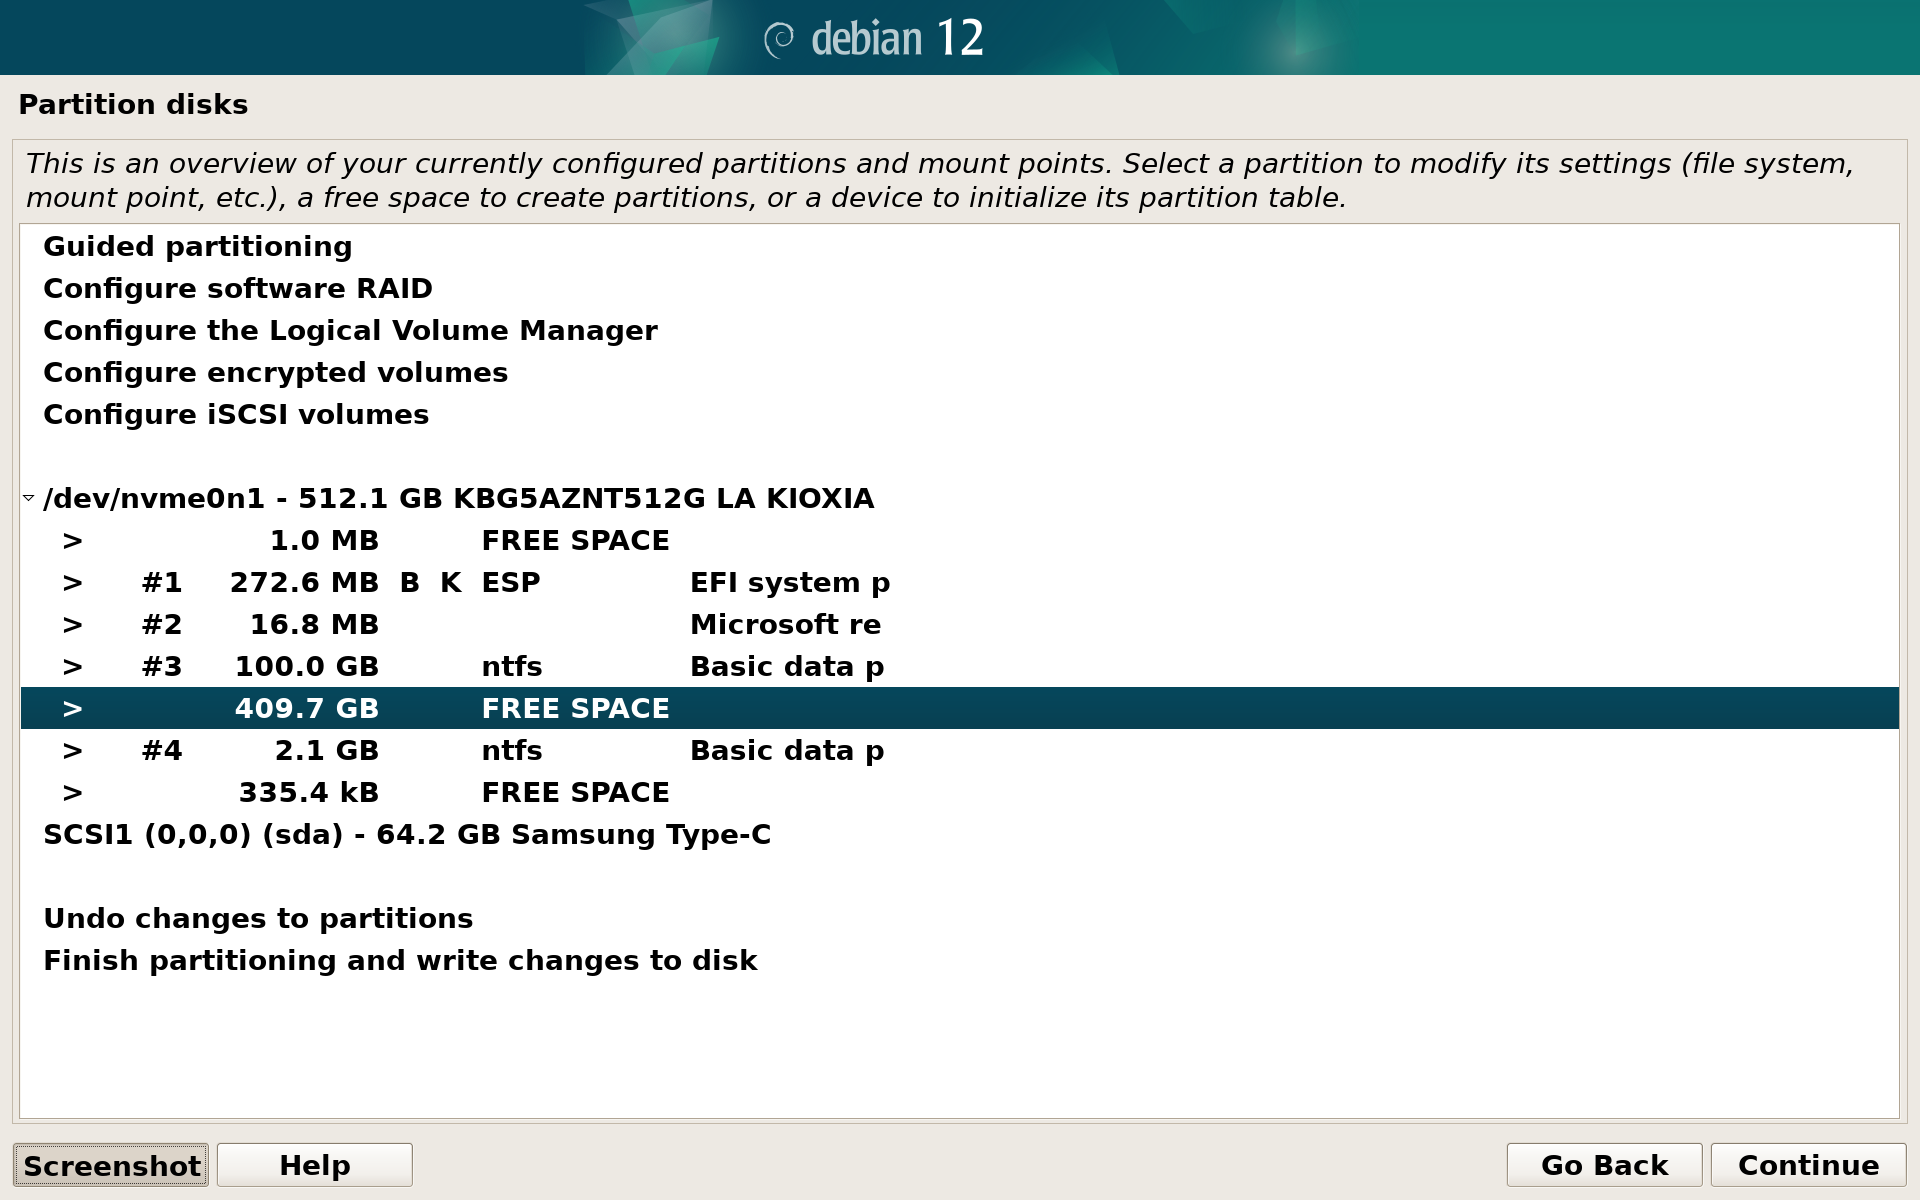 debian 12
Partition disks
This is an overview of your currently configured partitions and mount points. Select a partition to modify its settings (file system,
mount point, etc.), a free space to create partitions, or a device to initialize its partition table.
Guided partitioning
Configure software RAID
Configure the Logical Volume Manager
Configure encrypted volumes
Configure iSCSI volumes
/dev/nvme0n1 - 512.1 GB KBG5AZNT512G LA KIOXIA
> 1.0 MB FREE SPACE
> #1 272.6 MB B K ESP EFI system p
> #2 16.8 MB Microsoft re
> #3 100.0 GB ntfs Basic data p
> 409.7 GB FREE SPACE
> #4 2.1 GB ntfs Basic data p
> 335.4 kB FREE SPACE
SCSI1 (0,0,0) (sda) - 64.2 GB Samsung Type-C
Undo changes to partitions
Finish partitioning and write changes to disk
Screenshot Help Go Back Continue